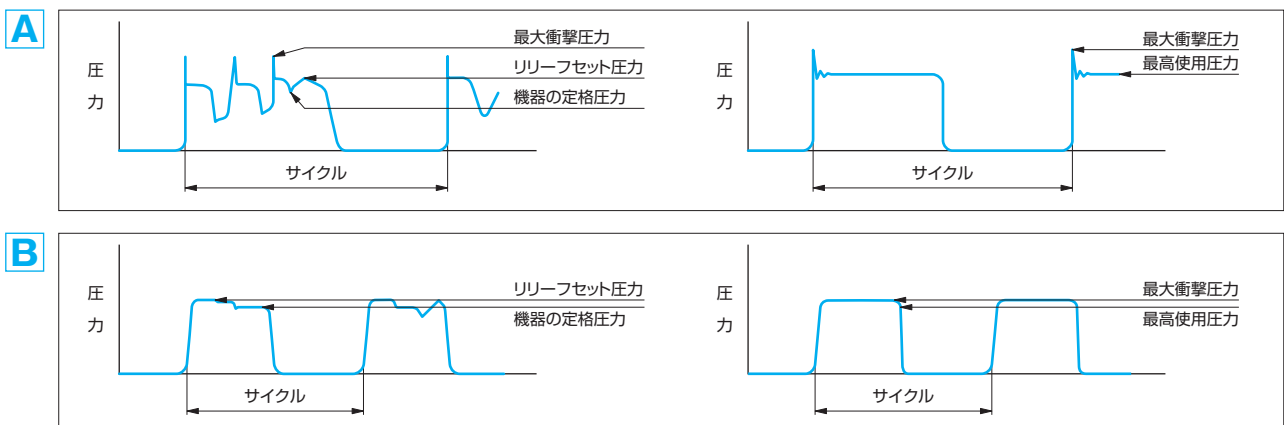 A
圧
力
最大衝撃圧力
リリーフセット圧力
機器の定格圧力
サイクル
圧
力
最大衝撃圧力
最高使用圧力
サイクル
B
圧
力
リリーフセット圧力
機器の定格圧力
サイクル
圧
力
最大衝撃圧力
最高使用圧力
サイクル